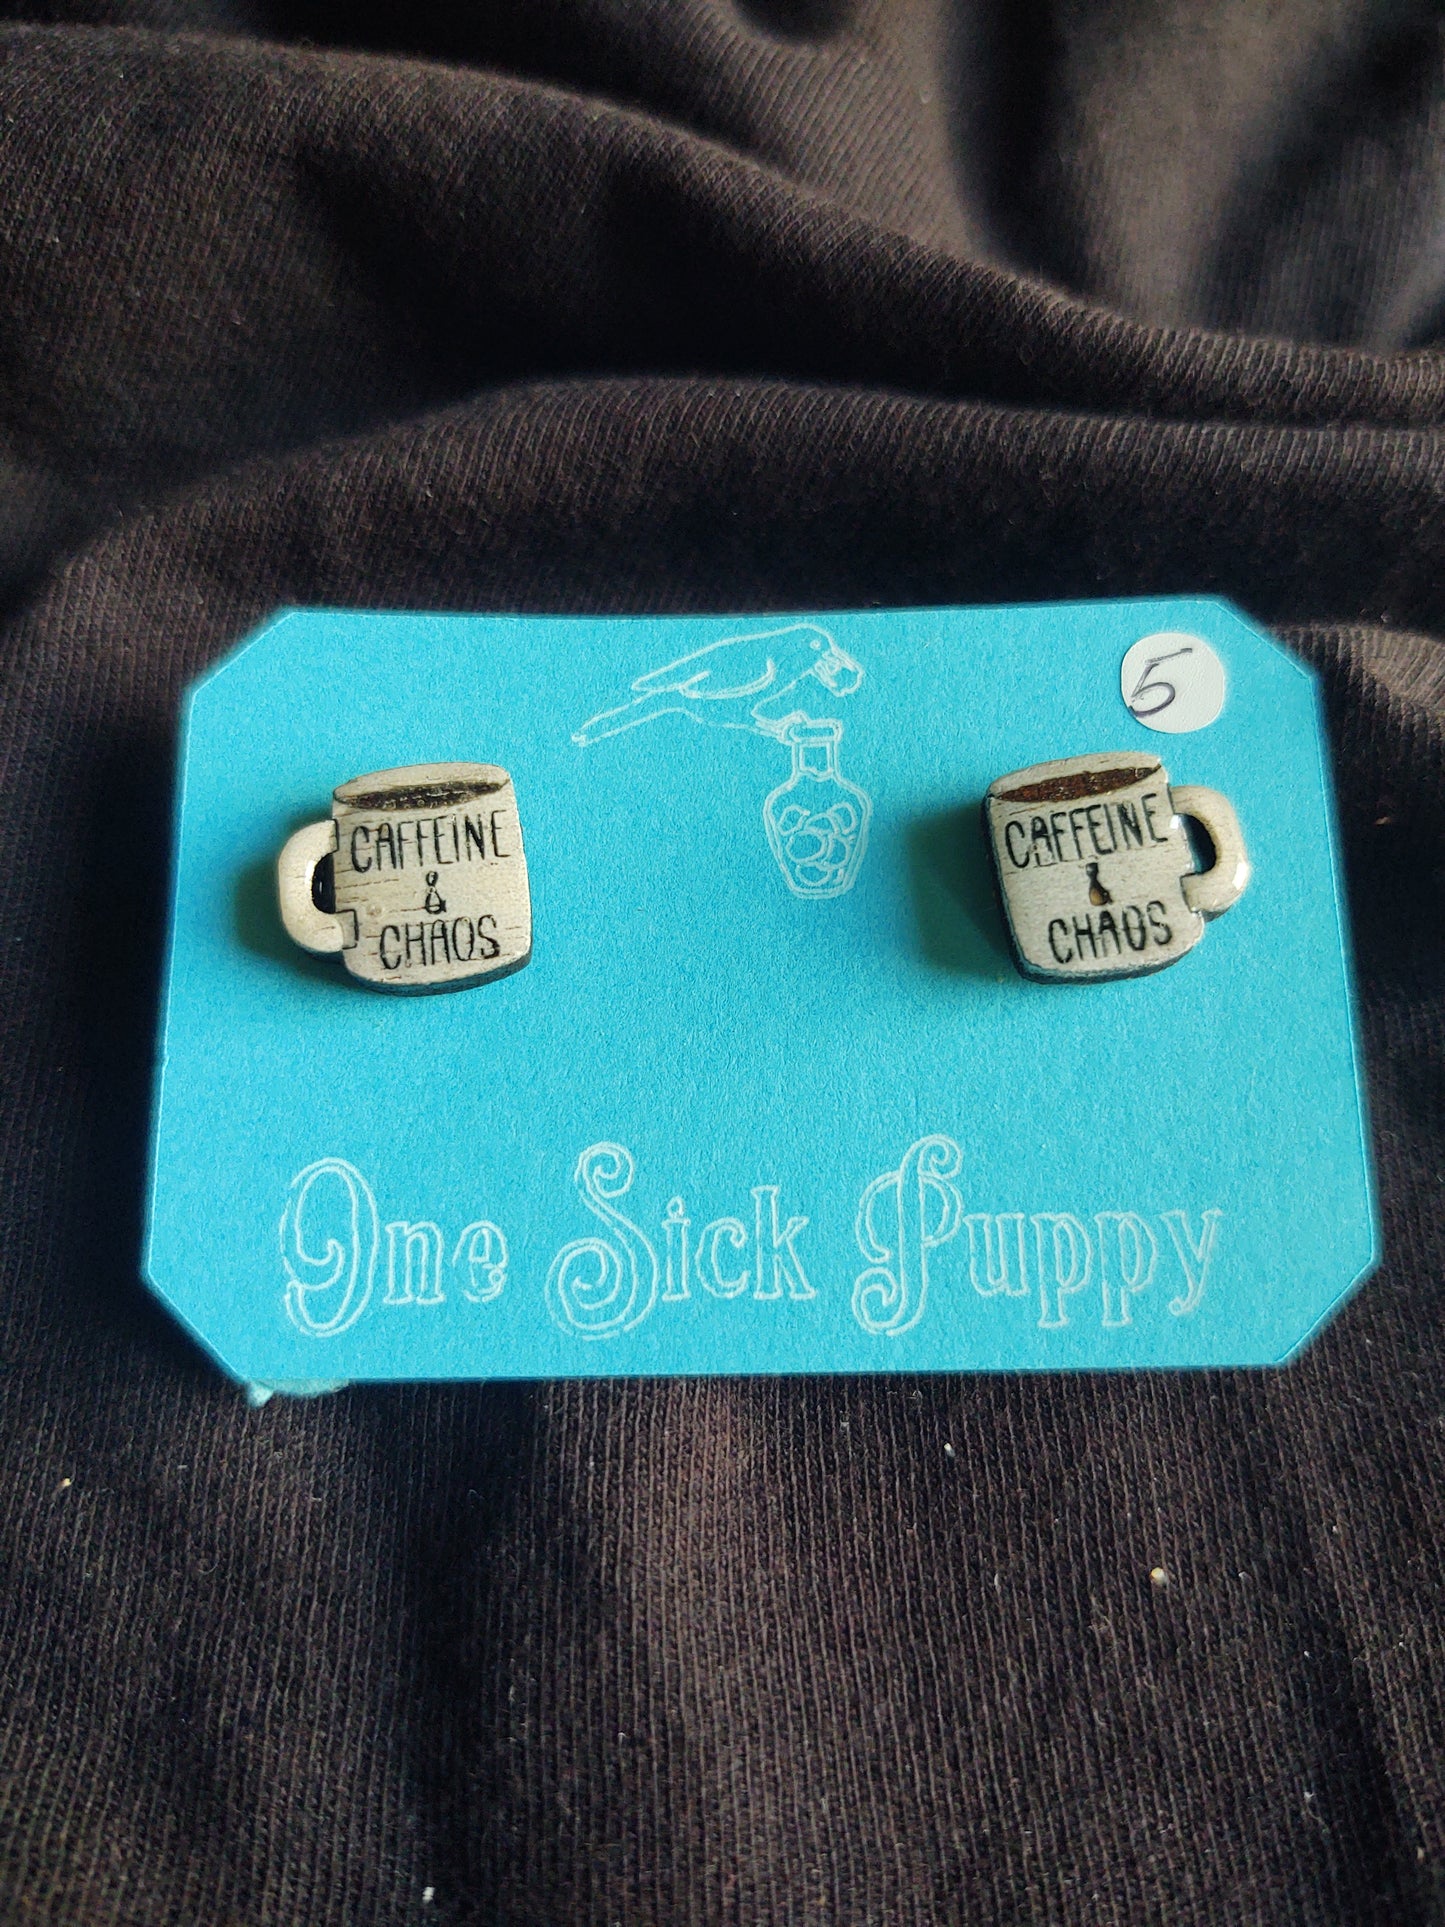 5
CAFFEINE
&
CHAOS
CAFFEINE
&
CHAOS
One Sick Puppy